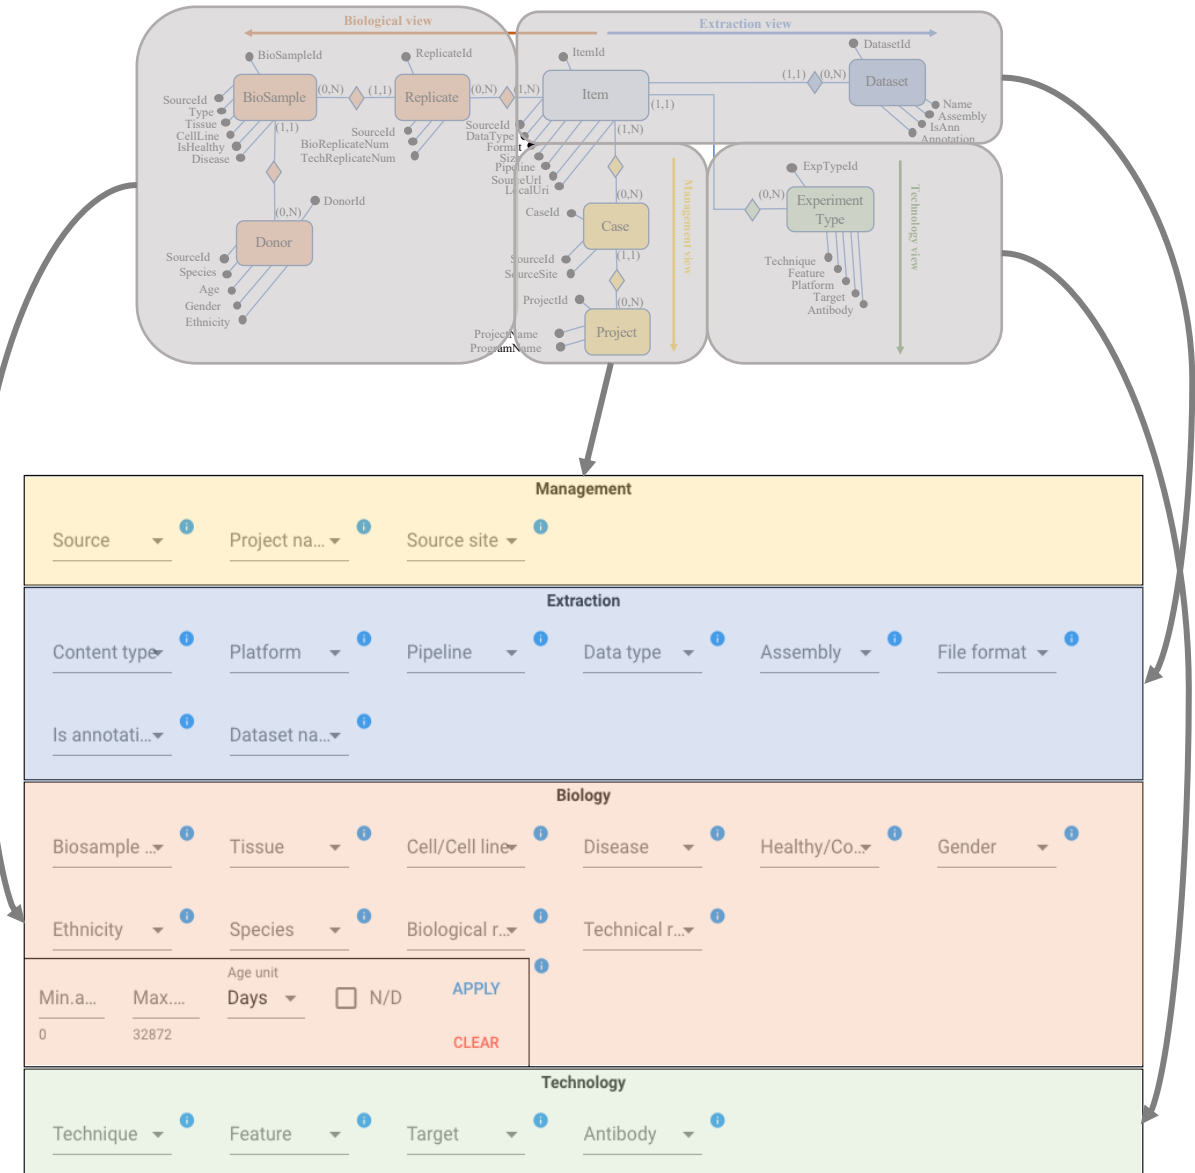 Biological view
Extraction view
BioSampleId
ReplicateId
ItemId
DatasetId
BioSample
(0,N)
(1,1)
Replicate
(0,N)
(1,N)
Item
(1,1)
(0,N)
Dataset
SourceId
Type
Tissue
CellLine
IsHealthy
Disease
(1,1)
SourceId
BioReplicateNum
TechReplicateNum
SourceId
DataType
Format
Size
Pipeline
SourceUrl
LocalUri
(1,N)
(1,1)
Name
Assembly
IsAnn
Annotation
DonorId
(0,N)
Donor
SourceId
Species
Age
Gender
Ethnicity
(0,N)
CaseId
Case
SourceId
SourceSite
(1,1)
ProjectId
(0,N)
Project
ProjectName
ProgramName
Management view
ExpTypeId
(0,N)
Experiment
Type
Technique
Feature
Platform
Target
Antibody
Technology view
Management
Source Project na... Source site
Extraction
Content type Platform Pipeline Data type Assembly File format
Is annotati... Dataset na...
Biology
Biosample ... Tissue Cell/Cell line Disease Healthy/Co... Gender
Ethnicity Species Biological r... Technical r...
Age unit
Min.a... Max.... Days N/D APPLY
0 32872 CLEAR
Technology
Technique Feature Target Antibody